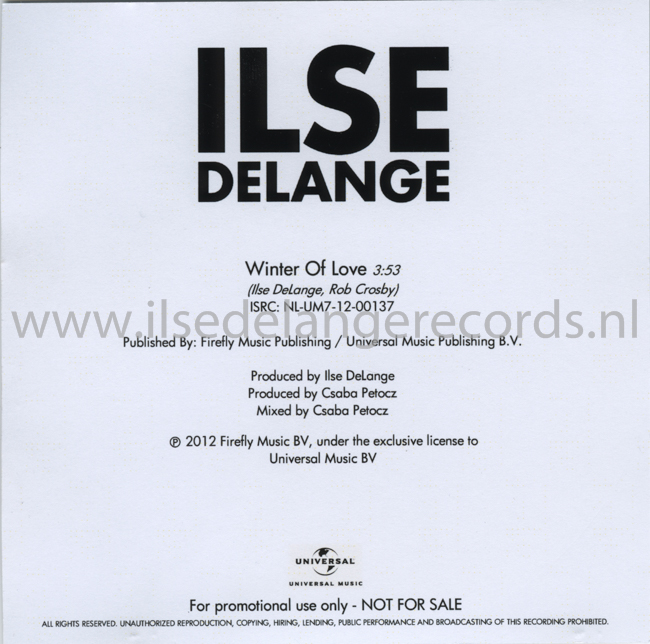 ILSE
DELANGE
Winter Of Love 3:53
(Ilse DeLange, Rob Crosby)
ISRC: NL-UM7-12-00137
www.ilsedelangerecords.nl
Published By: Firefly Music Publishing / Universal Music Publishing B.V.
Produced by Ilse DeLange
Produced by Csaba Petocz
Mixed by Csaba Petocz
℗ 2012 Firefly Music BV, under the exclusive license to
Universal Music BV
UNIVERSAL
UNIVERSAL MUSIC
For promotional use only - NOT FOR SALE
ALL RIGHTS RESERVED. UNAUTHORIZED REPRODUCTION, COPYING, HIRING, LENDING, PUBLIC PERFORMANCE AND BROADCASTING OF THIS RECORDING PROHIBITED.